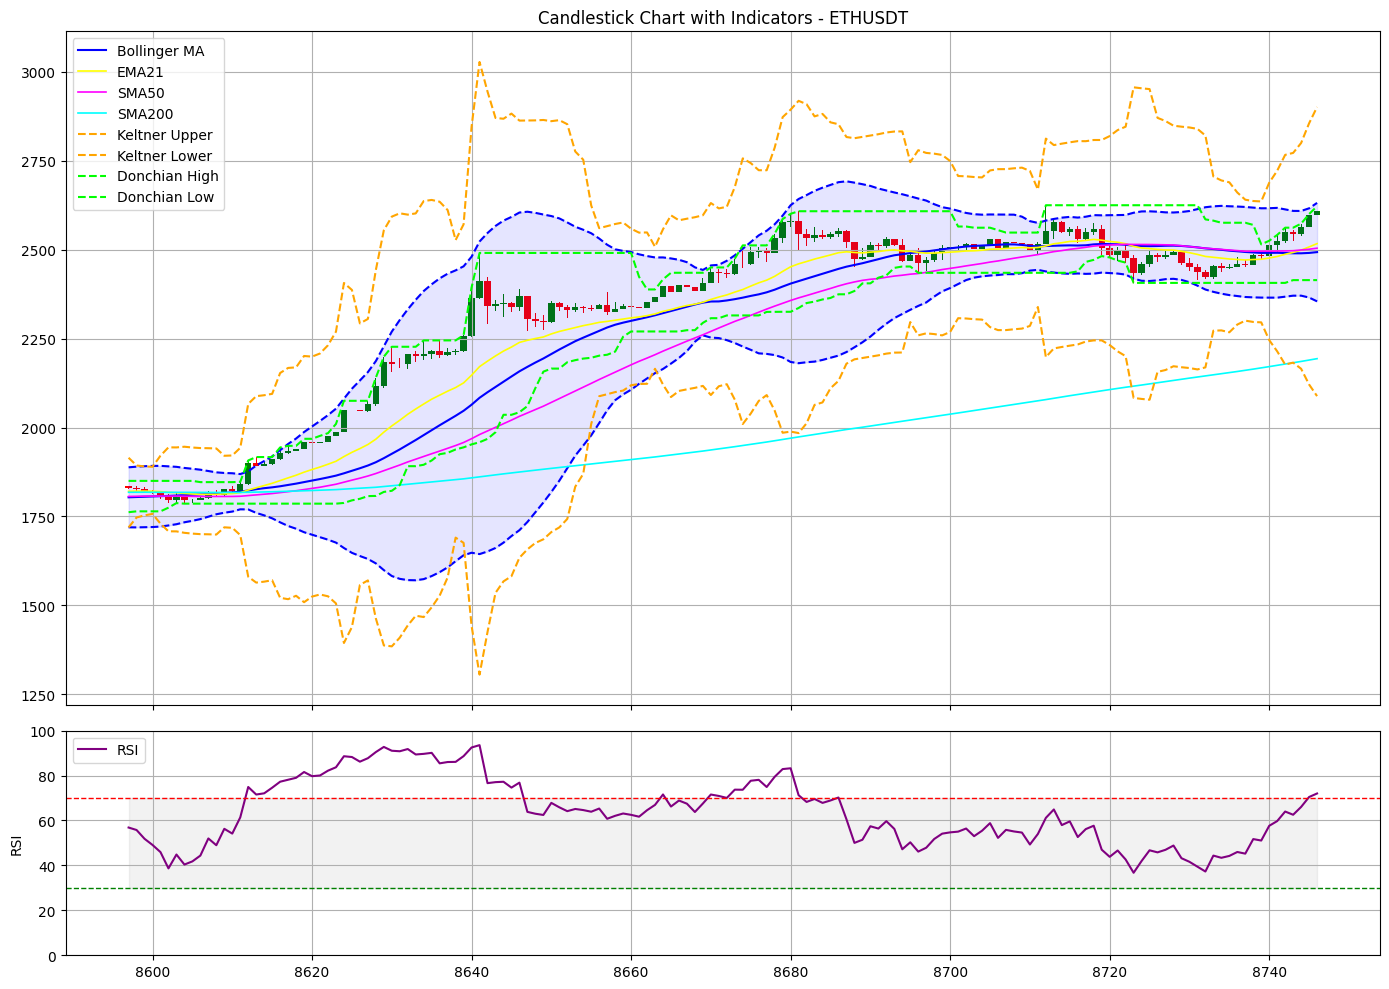 Candlestick Chart with Indicators - ETHUSDT
Bollinger MA
EMA21
SMA50
SMA200
Keltner Upper
Keltner Lower
Donchian High
Donchian Low
3000
2750
2500
2250
2000
1750
1500
1250
RSI
100
80
60
40
20
0
RSI
8600 8620 8640 8660 8680 8700 8720 8740